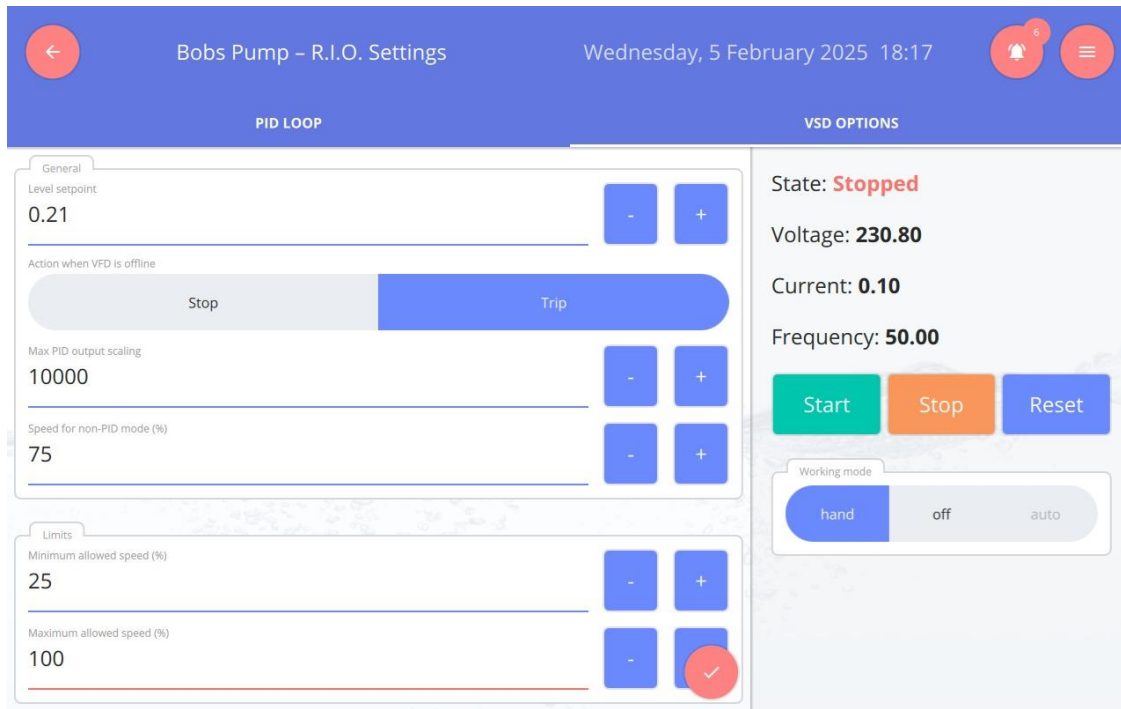 Bobs Pump – R.I.O. Settings
Wednesday, 5 February 2025 18:17
6
PID LOOP
VSD OPTIONS
General
Level setpoint
0.21
- +
Action when VFD is offline
Stop Trip
Max PID output scaling
10000
- +
Speed for non-PID mode (%)
75
- +
Limits
Minimum allowed speed (%)
25
- +
Maximum allowed speed (%)
100
-
State: Stopped
Voltage: 230.80
Current: 0.10
Frequency: 50.00
Start Stop Reset
Working mode
hand off auto